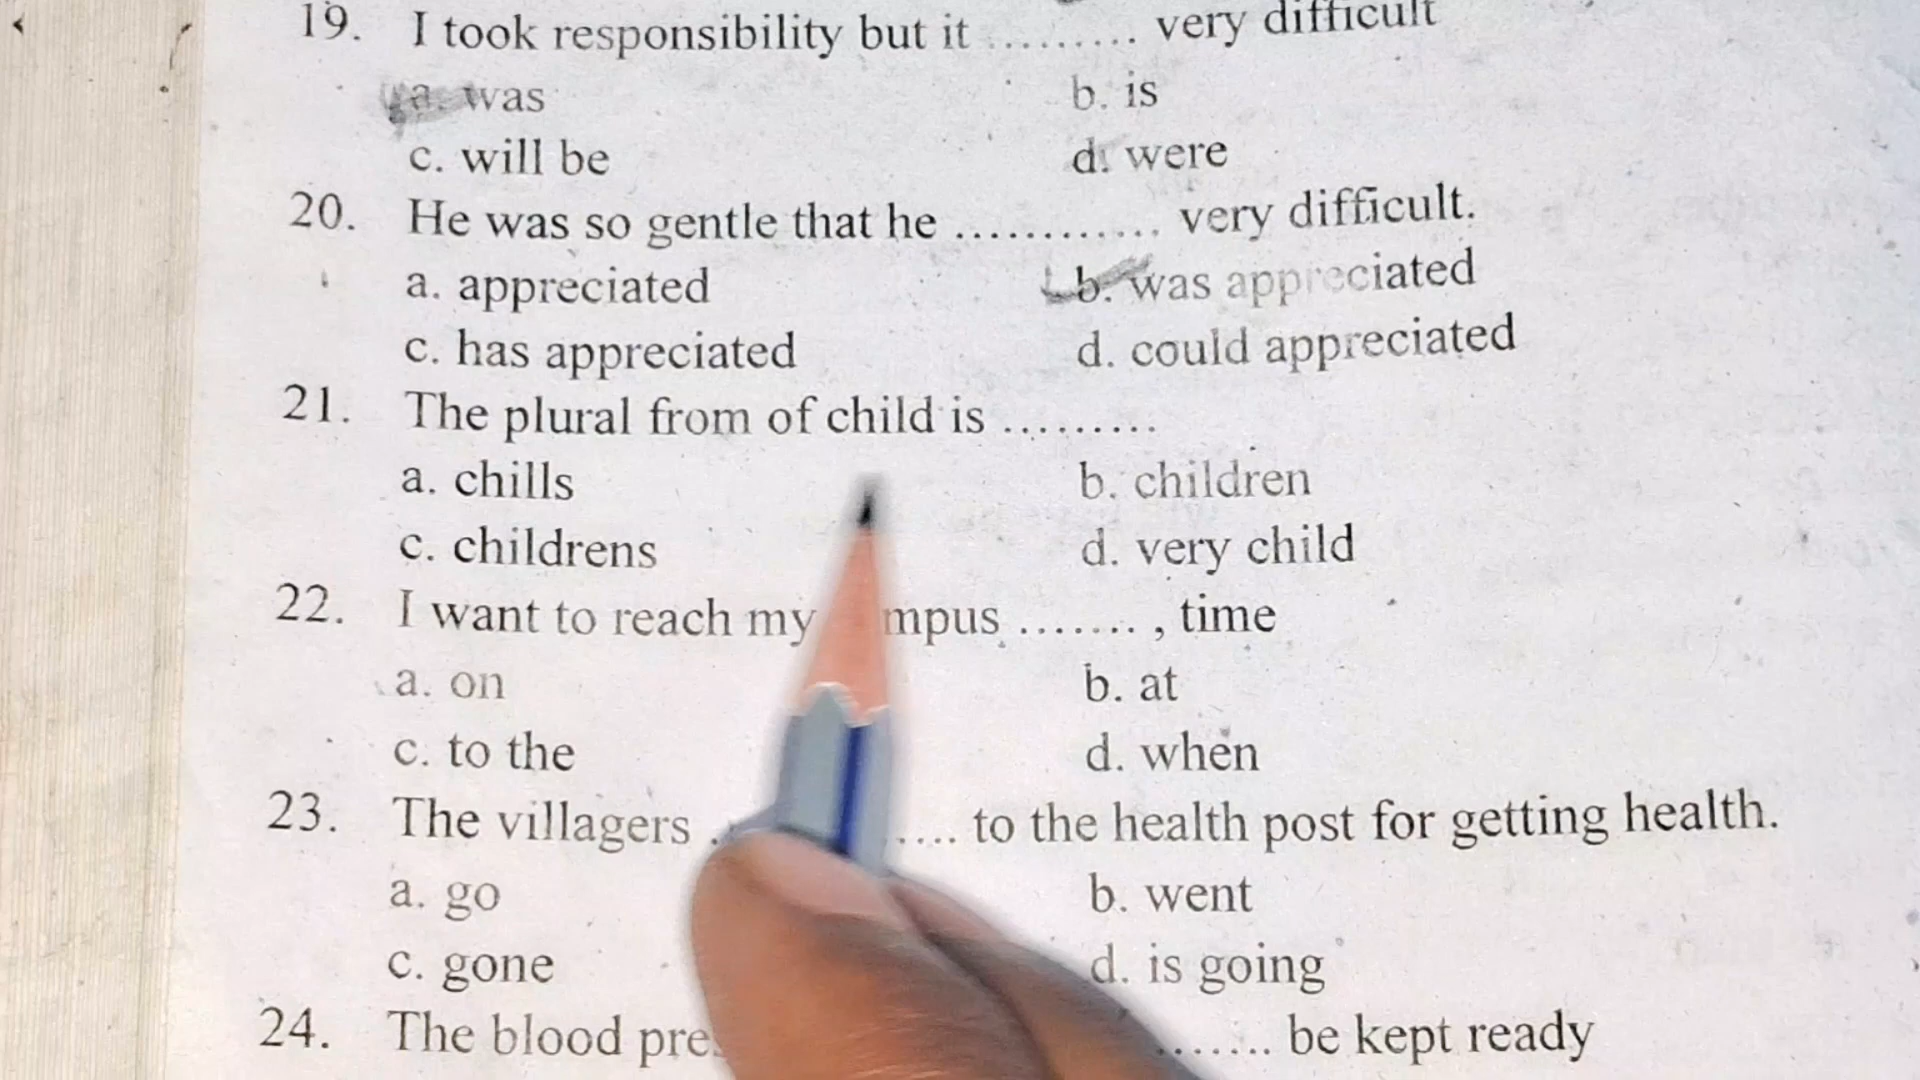 19. I took responsibility but it ......... very difficult
a. was b. is
c. will be d. were
20. He was so gentle that he ............ very difficult.
a. appreciated b. was appreciated
c. has appreciated d. could appreciated
21. The plural from of child is .........
a. chills b. children
c. childrens d. very child
22. I want to reach my mpus ....... , time
a. on b. at
c. to the d. when
23. The villagers ..... to the health post for getting health.
a. go b. went
c. gone d. is going
24. The blood ....... be kept ready